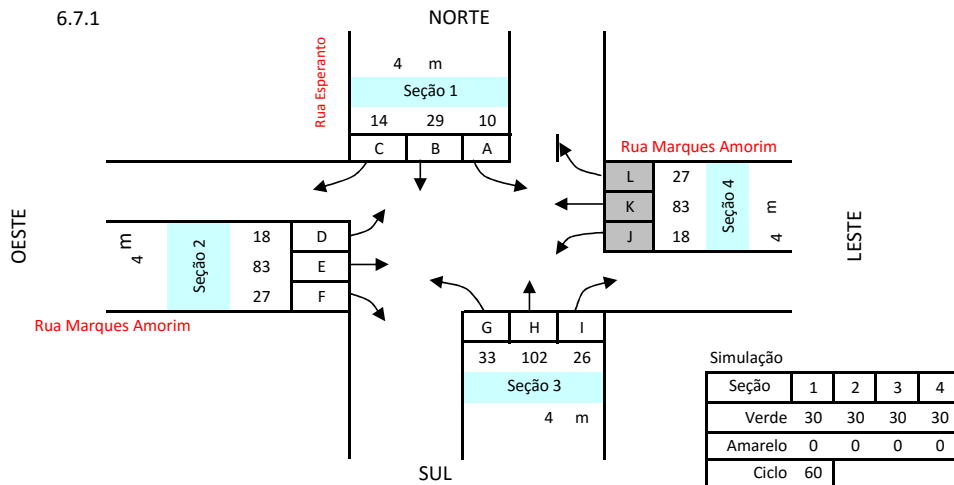 6.7.1
NORTE
Rua Esperanto
4 m
Seção 1
14 29 10
C B A
Rua Marques Amorim
L 27
K 83
J 18
Seção 4
4 m
LESTE
OESTE
4 m
Seção 2
18 D
83 E
27 F
Rua Marques Amorim
G H I
33 102 26
Seção 3
4 m
SUL
Simulação
Seção 1 2 3 4
Verde 30 30 30 30
Amarelo 0 0 0 0
Ciclo 60